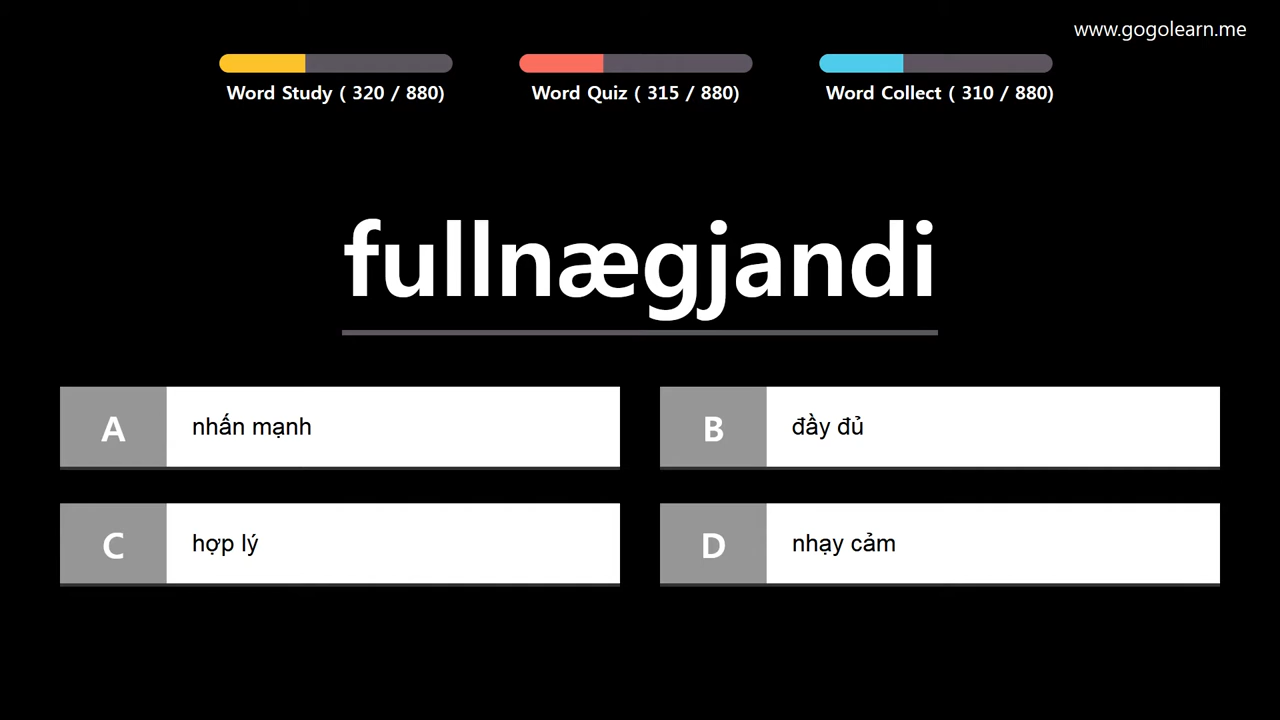 www.gogolearn.me
Word Study ( 320 / 880)
Word Quiz ( 315 / 880)
Word Collect ( 310 / 880)
fullnægjandi
A
nhấn mạnh
B
đầy đủ
C
hợp lý
D
nhạy cảm